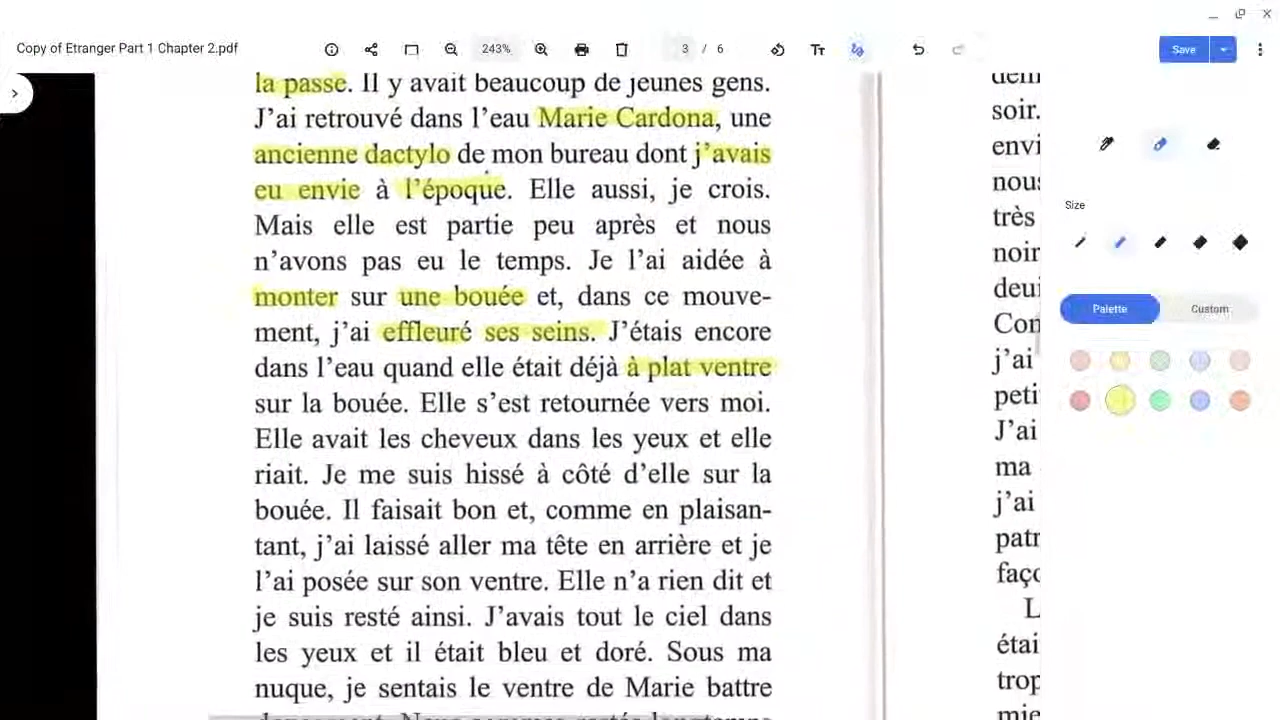 Copy of Etranger Part 1 Chapter 2.pdf
243%
3 / 6
Save
la passe. Il y avait beaucoup de jeunes gens.
J'ai retrouvé dans l'eau Marie Cardona, une
ancienne dactylo de mon bureau dont j'avais
eu envie à l'époque. Elle aussi, je crois.
Mais elle est partie peu après et nous
n'avons pas eu le temps. Je l'ai aidée à
monter sur une bouée et, dans ce mouve-
ment, j'ai effleuré ses seins. J'étais encore
dans l'eau quand elle était déjà à plat ventre
sur la bouée. Elle s'est retournée vers moi.
Elle avait les cheveux dans les yeux et elle
riait. Je me suis hissé à côté d'elle sur la
bouée. Il faisait bon et, comme en plaisan-
tant, j'ai laissé aller ma tête en arrière et je
l'ai posée sur son ventre. Elle n'a rien dit et
je suis resté ainsi. J'avais tout le ciel dans
les yeux et il était bleu et doré. Sous ma
nuque, je sentais le ventre de Marie battre
soir.
envi
nous
très
noir
deui
Con
j'ai
peti
J'ai
ma
j'ai
patr
faço
L
étai
trop
mie
Size
Palette
Custom